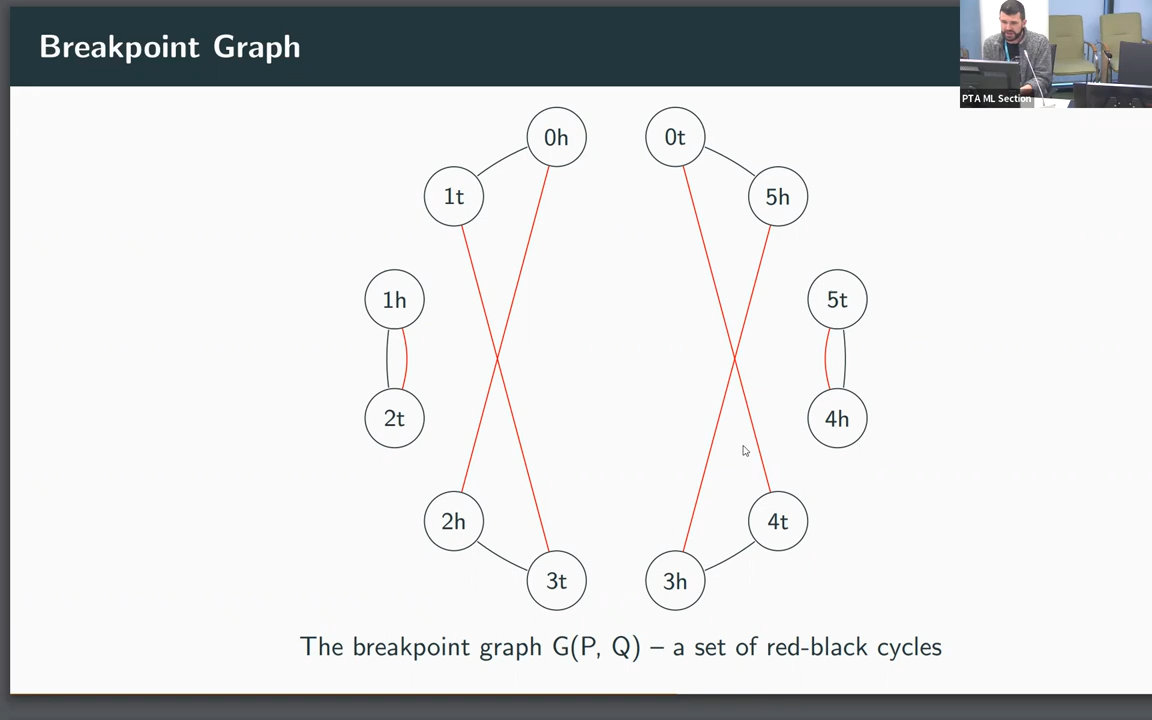 Breakpoint Graph
PTA ML Section
0h
0t
1t
5h
1h
5t
2t
4h
2h
4t
3t
3h
The breakpoint graph G(P, Q) – a set of red-black cycles